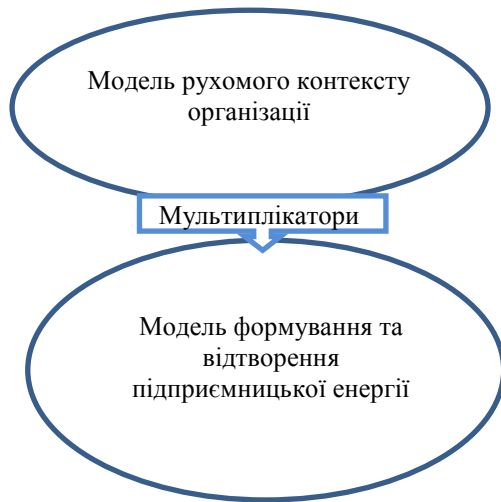 Модель рухомого контексту
організації
Мультиплікатори
Модель формування та
відтворення
підприємницької енергії